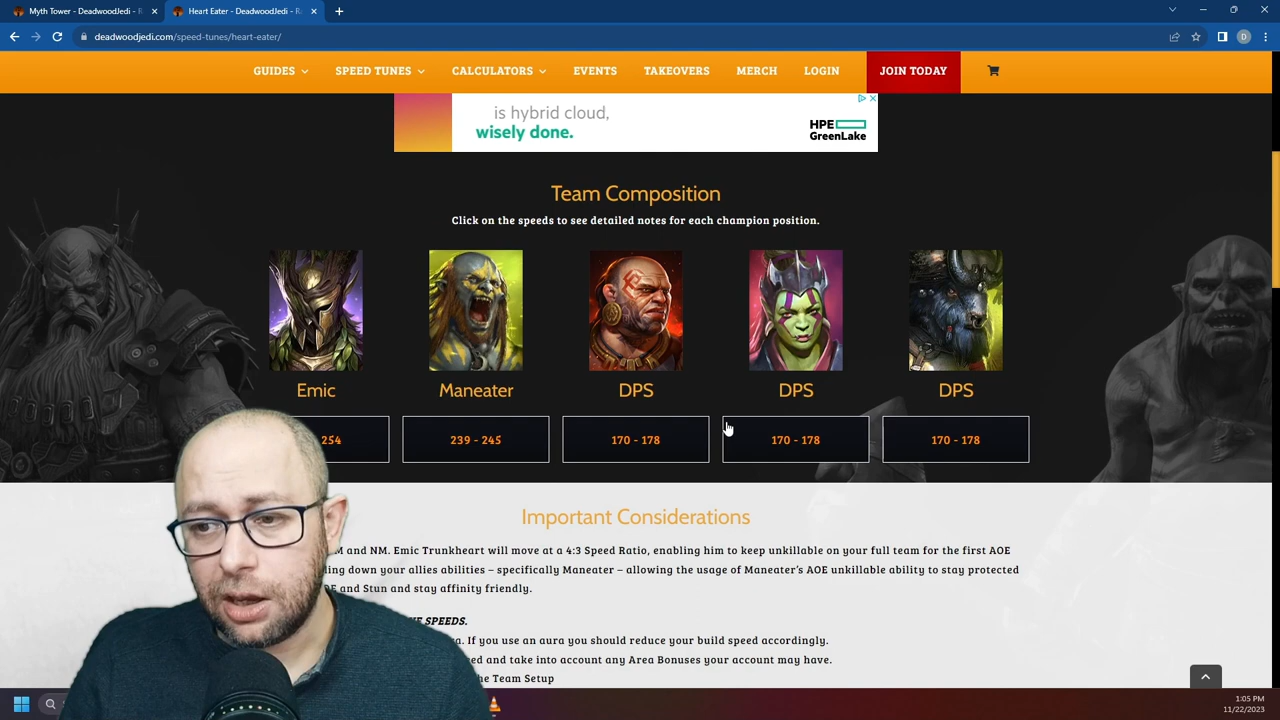 Myth Tower - DeadwoodJedi - R
Heart Eater - DeadwoodJedi - R
deadwoodjedi.com/speed-tunes/heart-eater/
D
GUIDES SPEED TUNES CALCULATORS EVENTS TAKEOVERS MERCH LOGIN JOIN TODAY
is hybrid cloud,
wisely done.
HPE
GreenLake
Team Composition
Click on the speeds to see detailed notes for each champion position.
Emic Maneater DPS DPS DPS
254 239 - 245 170 - 178 170 - 178 170 - 178
Important Considerations
M and NM. Emic Trunkheart will move at a 4:3 Speed Ratio, enabling him to keep unkillable on your full team for the first AOE
ling down your allies abilities – specifically Maneater – allowing the usage of Maneater's AOE unkillable ability to stay protected
and Stun and stay affinity friendly.
SPEEDS.
If you use an aura you should reduce your build speed accordingly.
and take into account any Area Bonuses your account may have.
the Team Setup
1:05 PM
11/22/2023